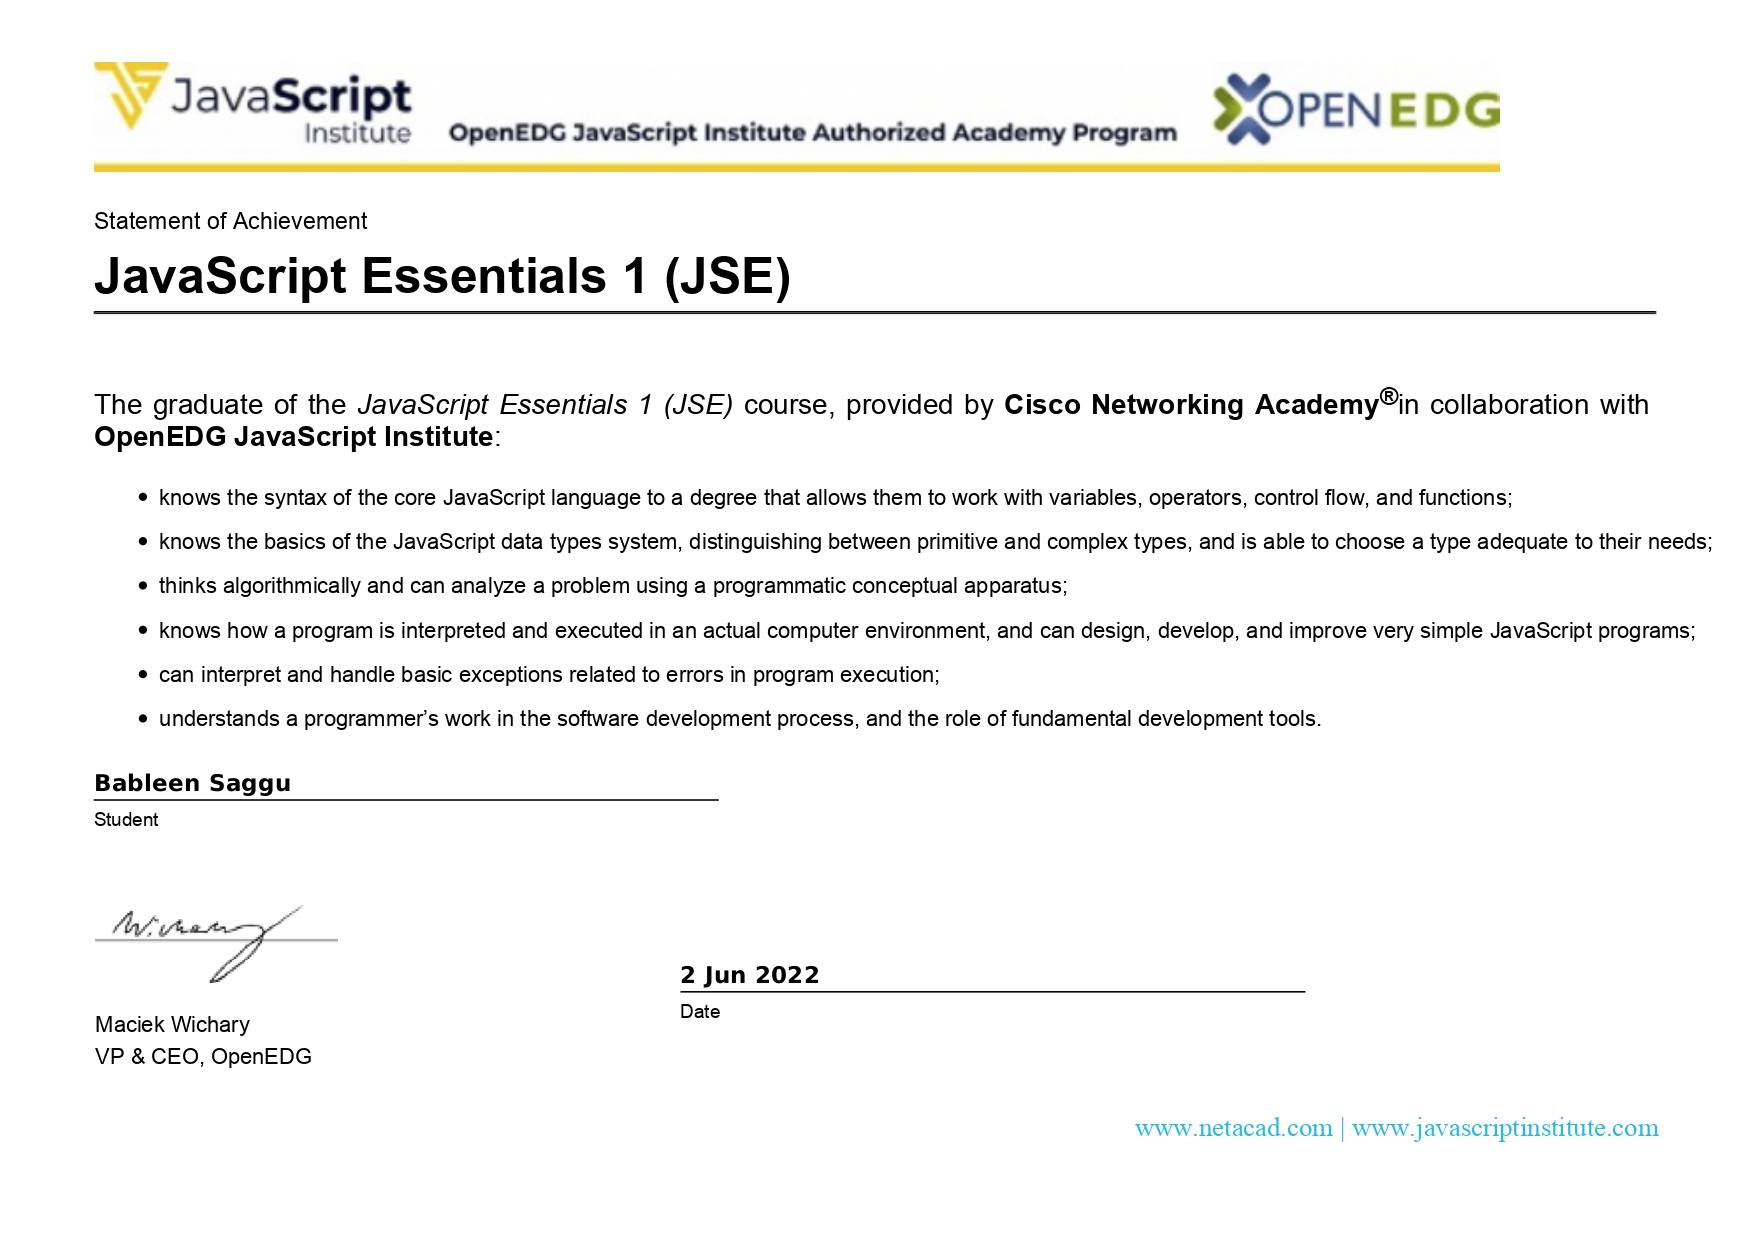 JavaScript
Institute
OpenEDG JavaScript Institute Authorized Academy Program
OPENEDG
Statement of Achievement
JavaScript Essentials 1 (JSE)
The graduate of the JavaScript Essentials 1 (JSE) course, provided by Cisco Networking Academy®in collaboration with
OpenEDG JavaScript Institute:
• knows the syntax of the core JavaScript language to a degree that allows them to work with variables, operators, control flow, and functions;
• knows the basics of the JavaScript data types system, distinguishing between primitive and complex types, and is able to choose a type adequate to their needs;
• thinks algorithmically and can analyze a problem using a programmatic conceptual apparatus;
• knows how a program is interpreted and executed in an actual computer environment, and can design, develop, and improve very simple JavaScript programs;
• can interpret and handle basic exceptions related to errors in program execution;
• understands a programmer’s work in the software development process, and the role of fundamental development tools.
Bableen Saggu
Student
Wichary
2 Jun 2022
Date
Maciek Wichary
VP & CEO, OpenEDG
www.netacad.com | www.javascriptinstitute.com